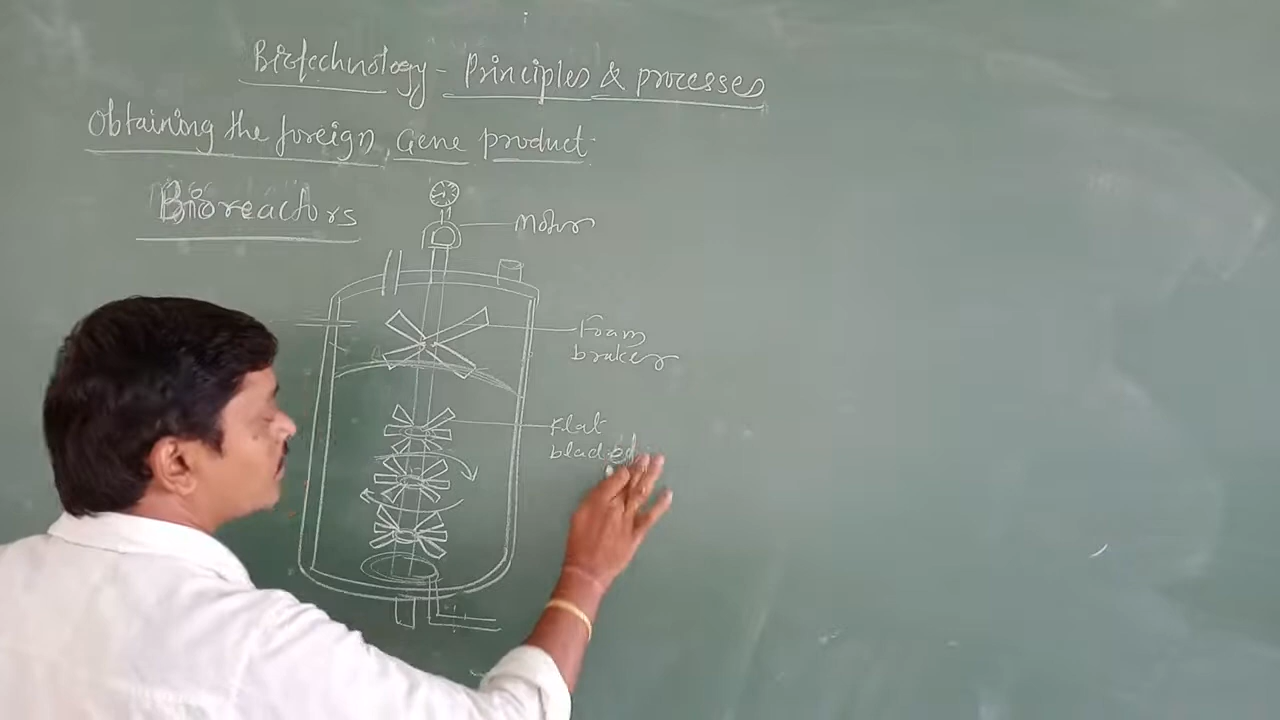 Biotechnology - Principles & processes
Obtaining the foreign Gene product
Bioreactors
Motor
Foam
braker
Flat
bladed